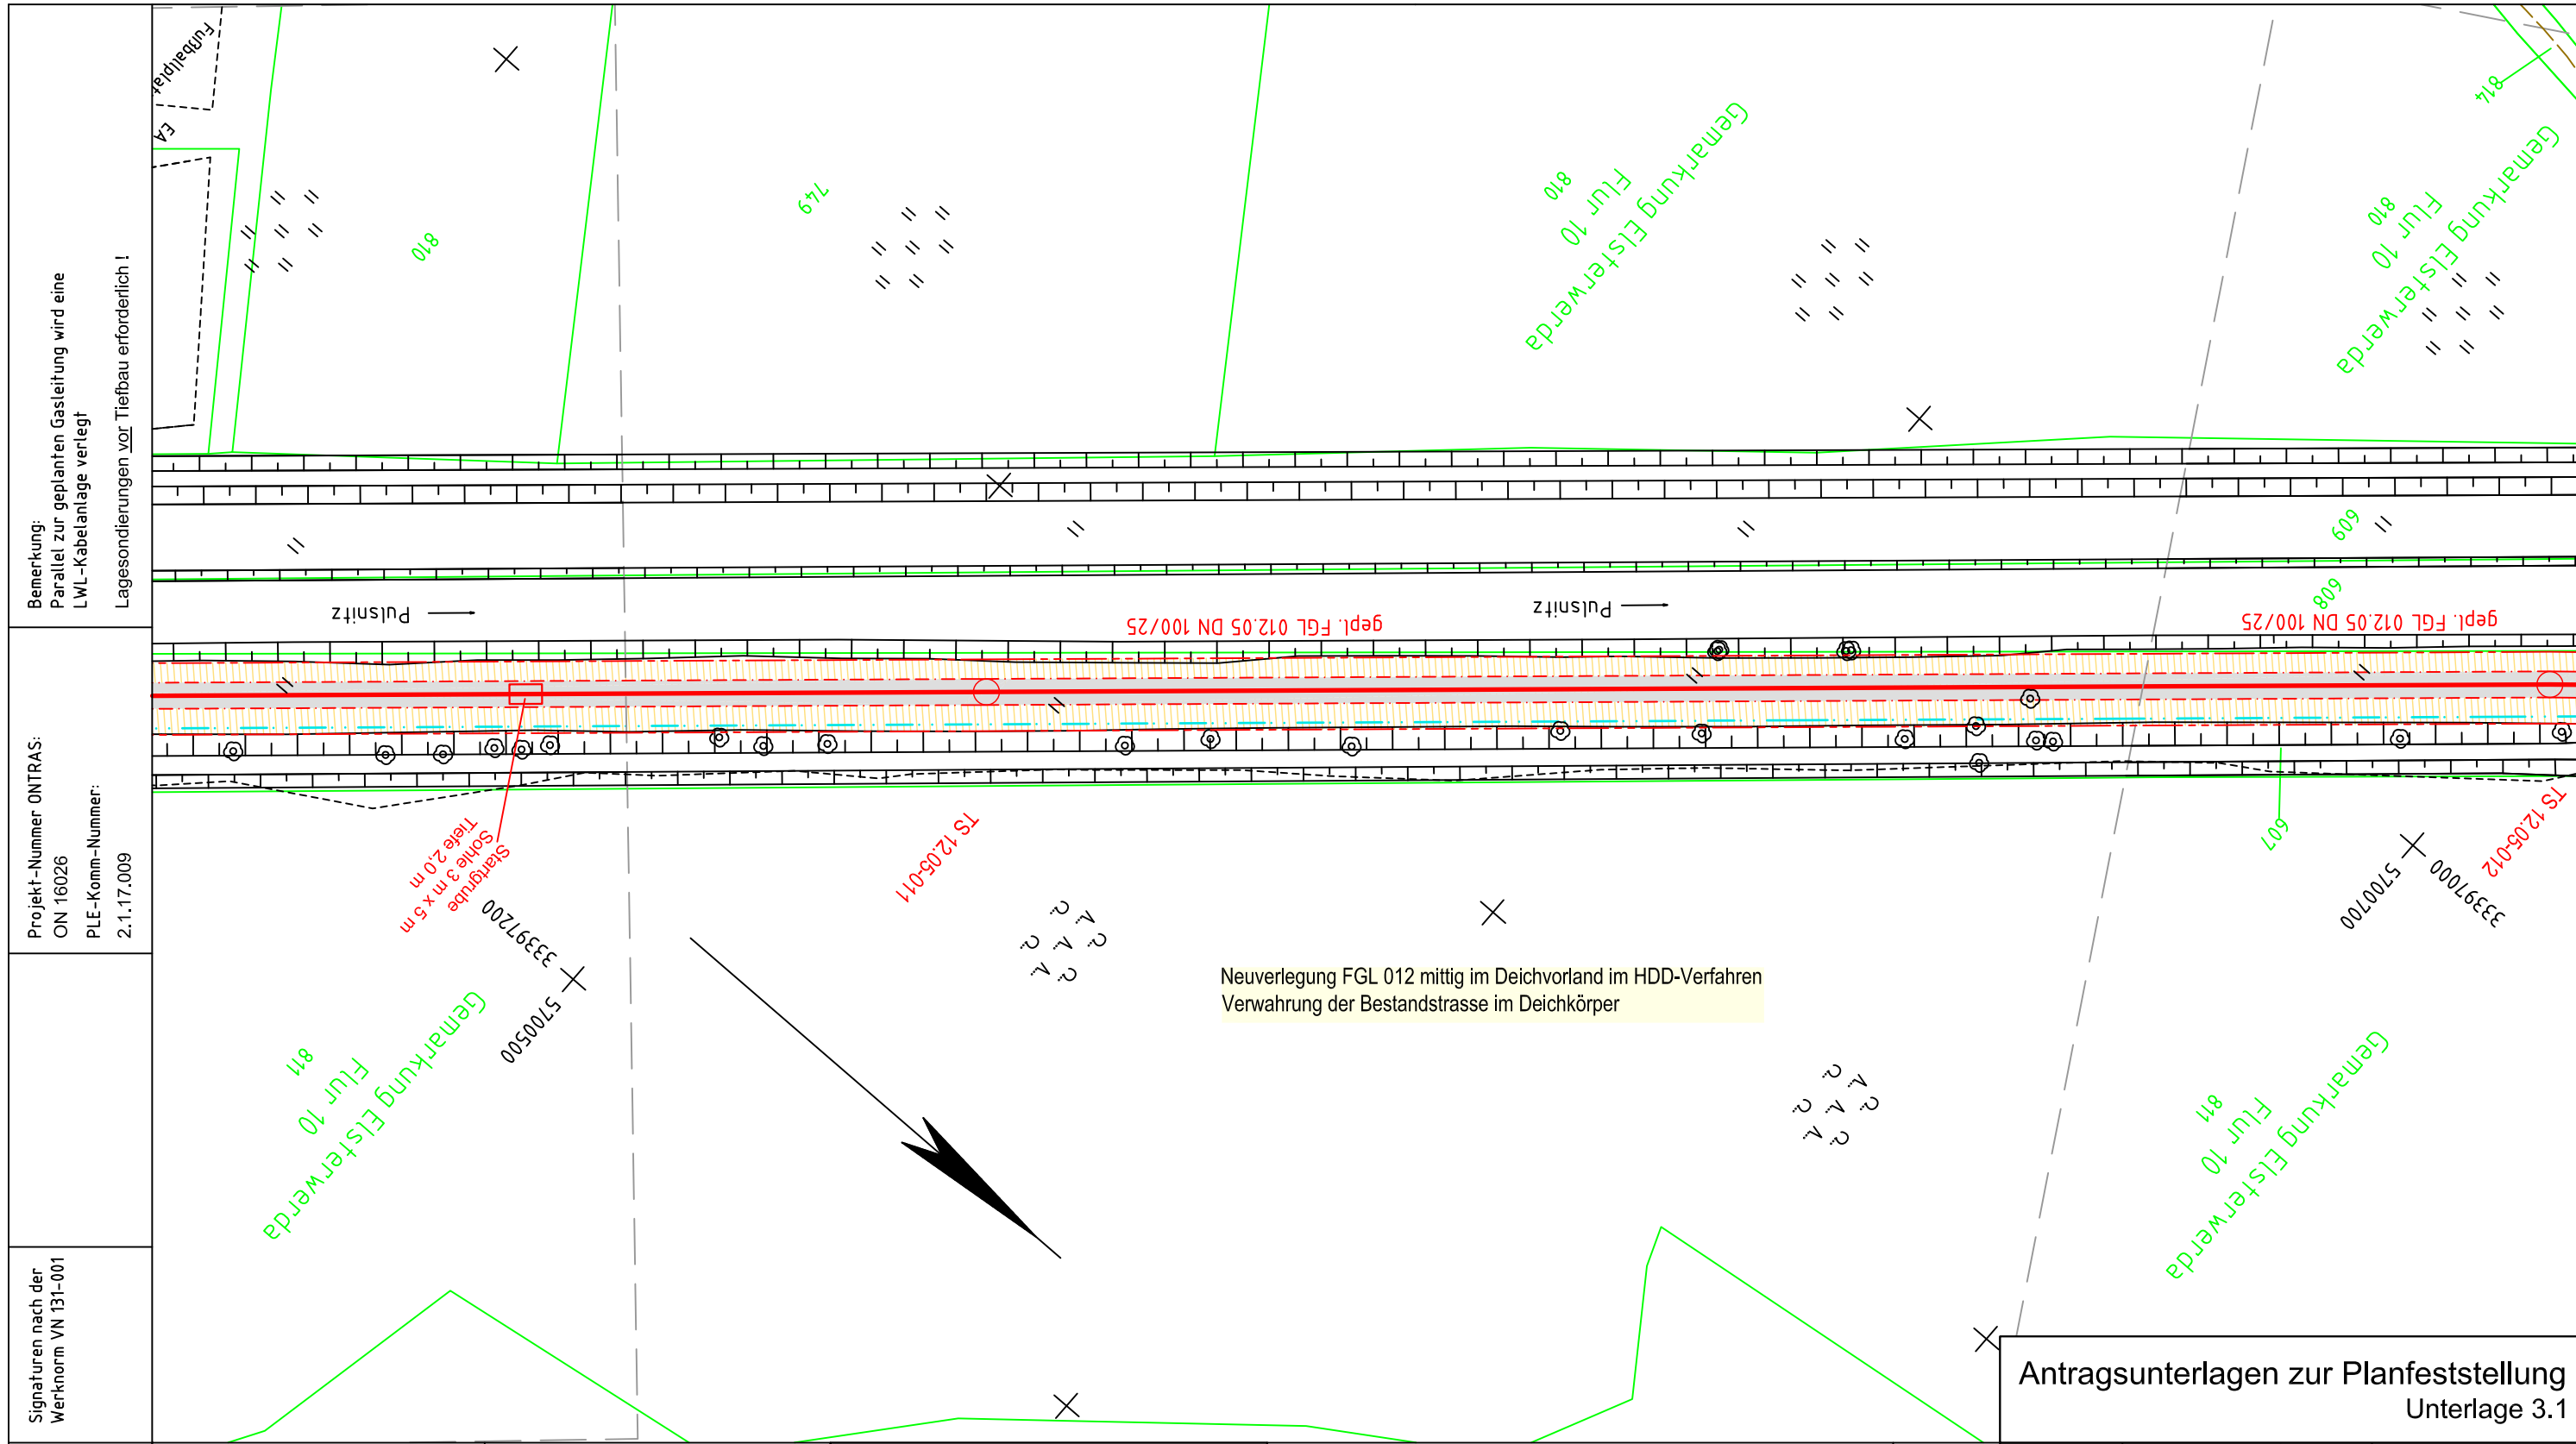 Bemerkung:
Parallel zur geplanten Gasleitung wird eine
LWL-Kabelanlage verlegt
Lagesondierungen vor Tiefbau erforderlich !
Projekt-Nummer ONTRAS:
ON 16026
PLE-Komm-Nummer:
2.1.17.009
Signaturen nach der
Werknorm VN 131-001
Fußballplat
EA
810
749
810
Flur 10
Gemarkung Elsterwerda
814
810
Flur 10
Gemarkung Elsterwerda
609
608
Pulsnitz
gepl. FGL 012.05 DN 100/25
Pulsnitz
gepl. FGL 012.05 DN 100/25
Startgrube
Sohle 3 m x 5 m
Tiefe 2,0 m
TS 12.05-011
607
TS 12.05-012
33397200
5700500
33397000
5700700
Neuverlegung FGL 012 mittig im Deichvorland im HDD-Verfahren
Verwahrung der Bestandstrasse im Deichkörper
811
Flur 10
Gemarkung Elsterwerda
811
Flur 10
Gemarkung Elsterwerda
Antragsunterlagen zur Planfeststellung
Unterlage 3.1